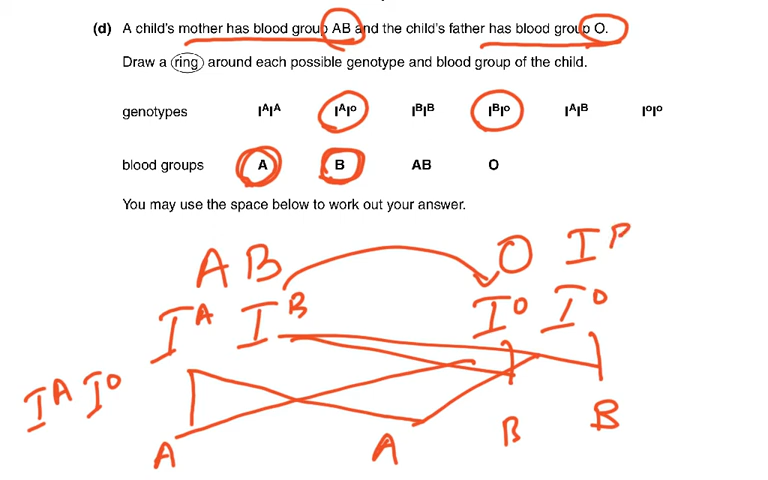 (d) A child's mother has blood group AB and the child's father has blood group O.
Draw a ring around each possible genotype and blood group of the child.
genotypes IᴬIᴬ IᴬIᵒ IᴮIᴮ IᴮIᵒ IᴬIᴮ IᵒIᵒ
blood groups A B AB O
You may use the space below to work out your answer.
A B O I
Iᴬ Iᴮ Iᴼ Iᴼ
Iᴬ Iᴼ
A A B B